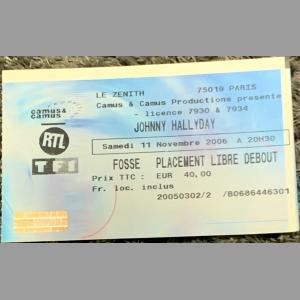 LE ZENITH 75019 PARIS
Camus & Camus Productions presente
- licence 7930 & 7934
camus &
camus
JOHNNY HALLYDAY
RTL
Samedi 11 Novembre 2006 A 20H30
TF1
FOSSE PLACEMENT LIBRE DEBOUT
Prix TTC : EUR 40,00
Fr. loc. inclus
20050302/2 /B0686446301